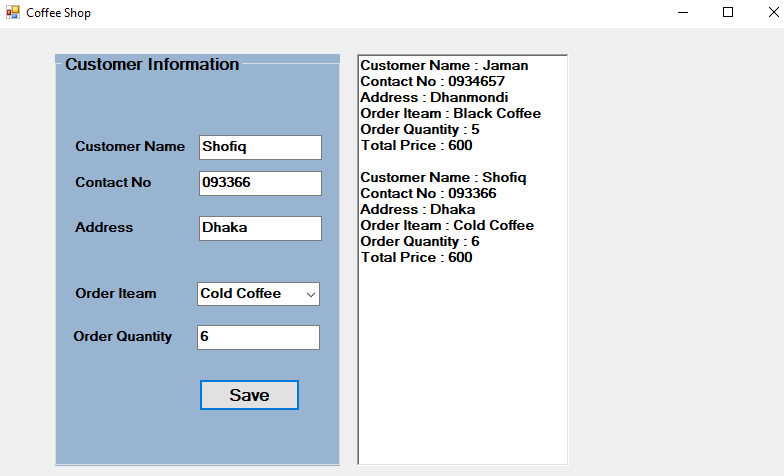 Coffee Shop
Customer Information
Customer Name Shofiq
Contact No 093366
Address Dhaka
Order Iteam Cold Coffee
Order Quantity 6
Save
Customer Name : Jaman
Contact No : 0934657
Address : Dhanmondi
Order Iteam : Black Coffee
Order Quantity : 5
Total Price : 600
Customer Name : Shofiq
Contact No : 093366
Address : Dhaka
Order Iteam : Cold Coffee
Order Quantity : 6
Total Price : 600